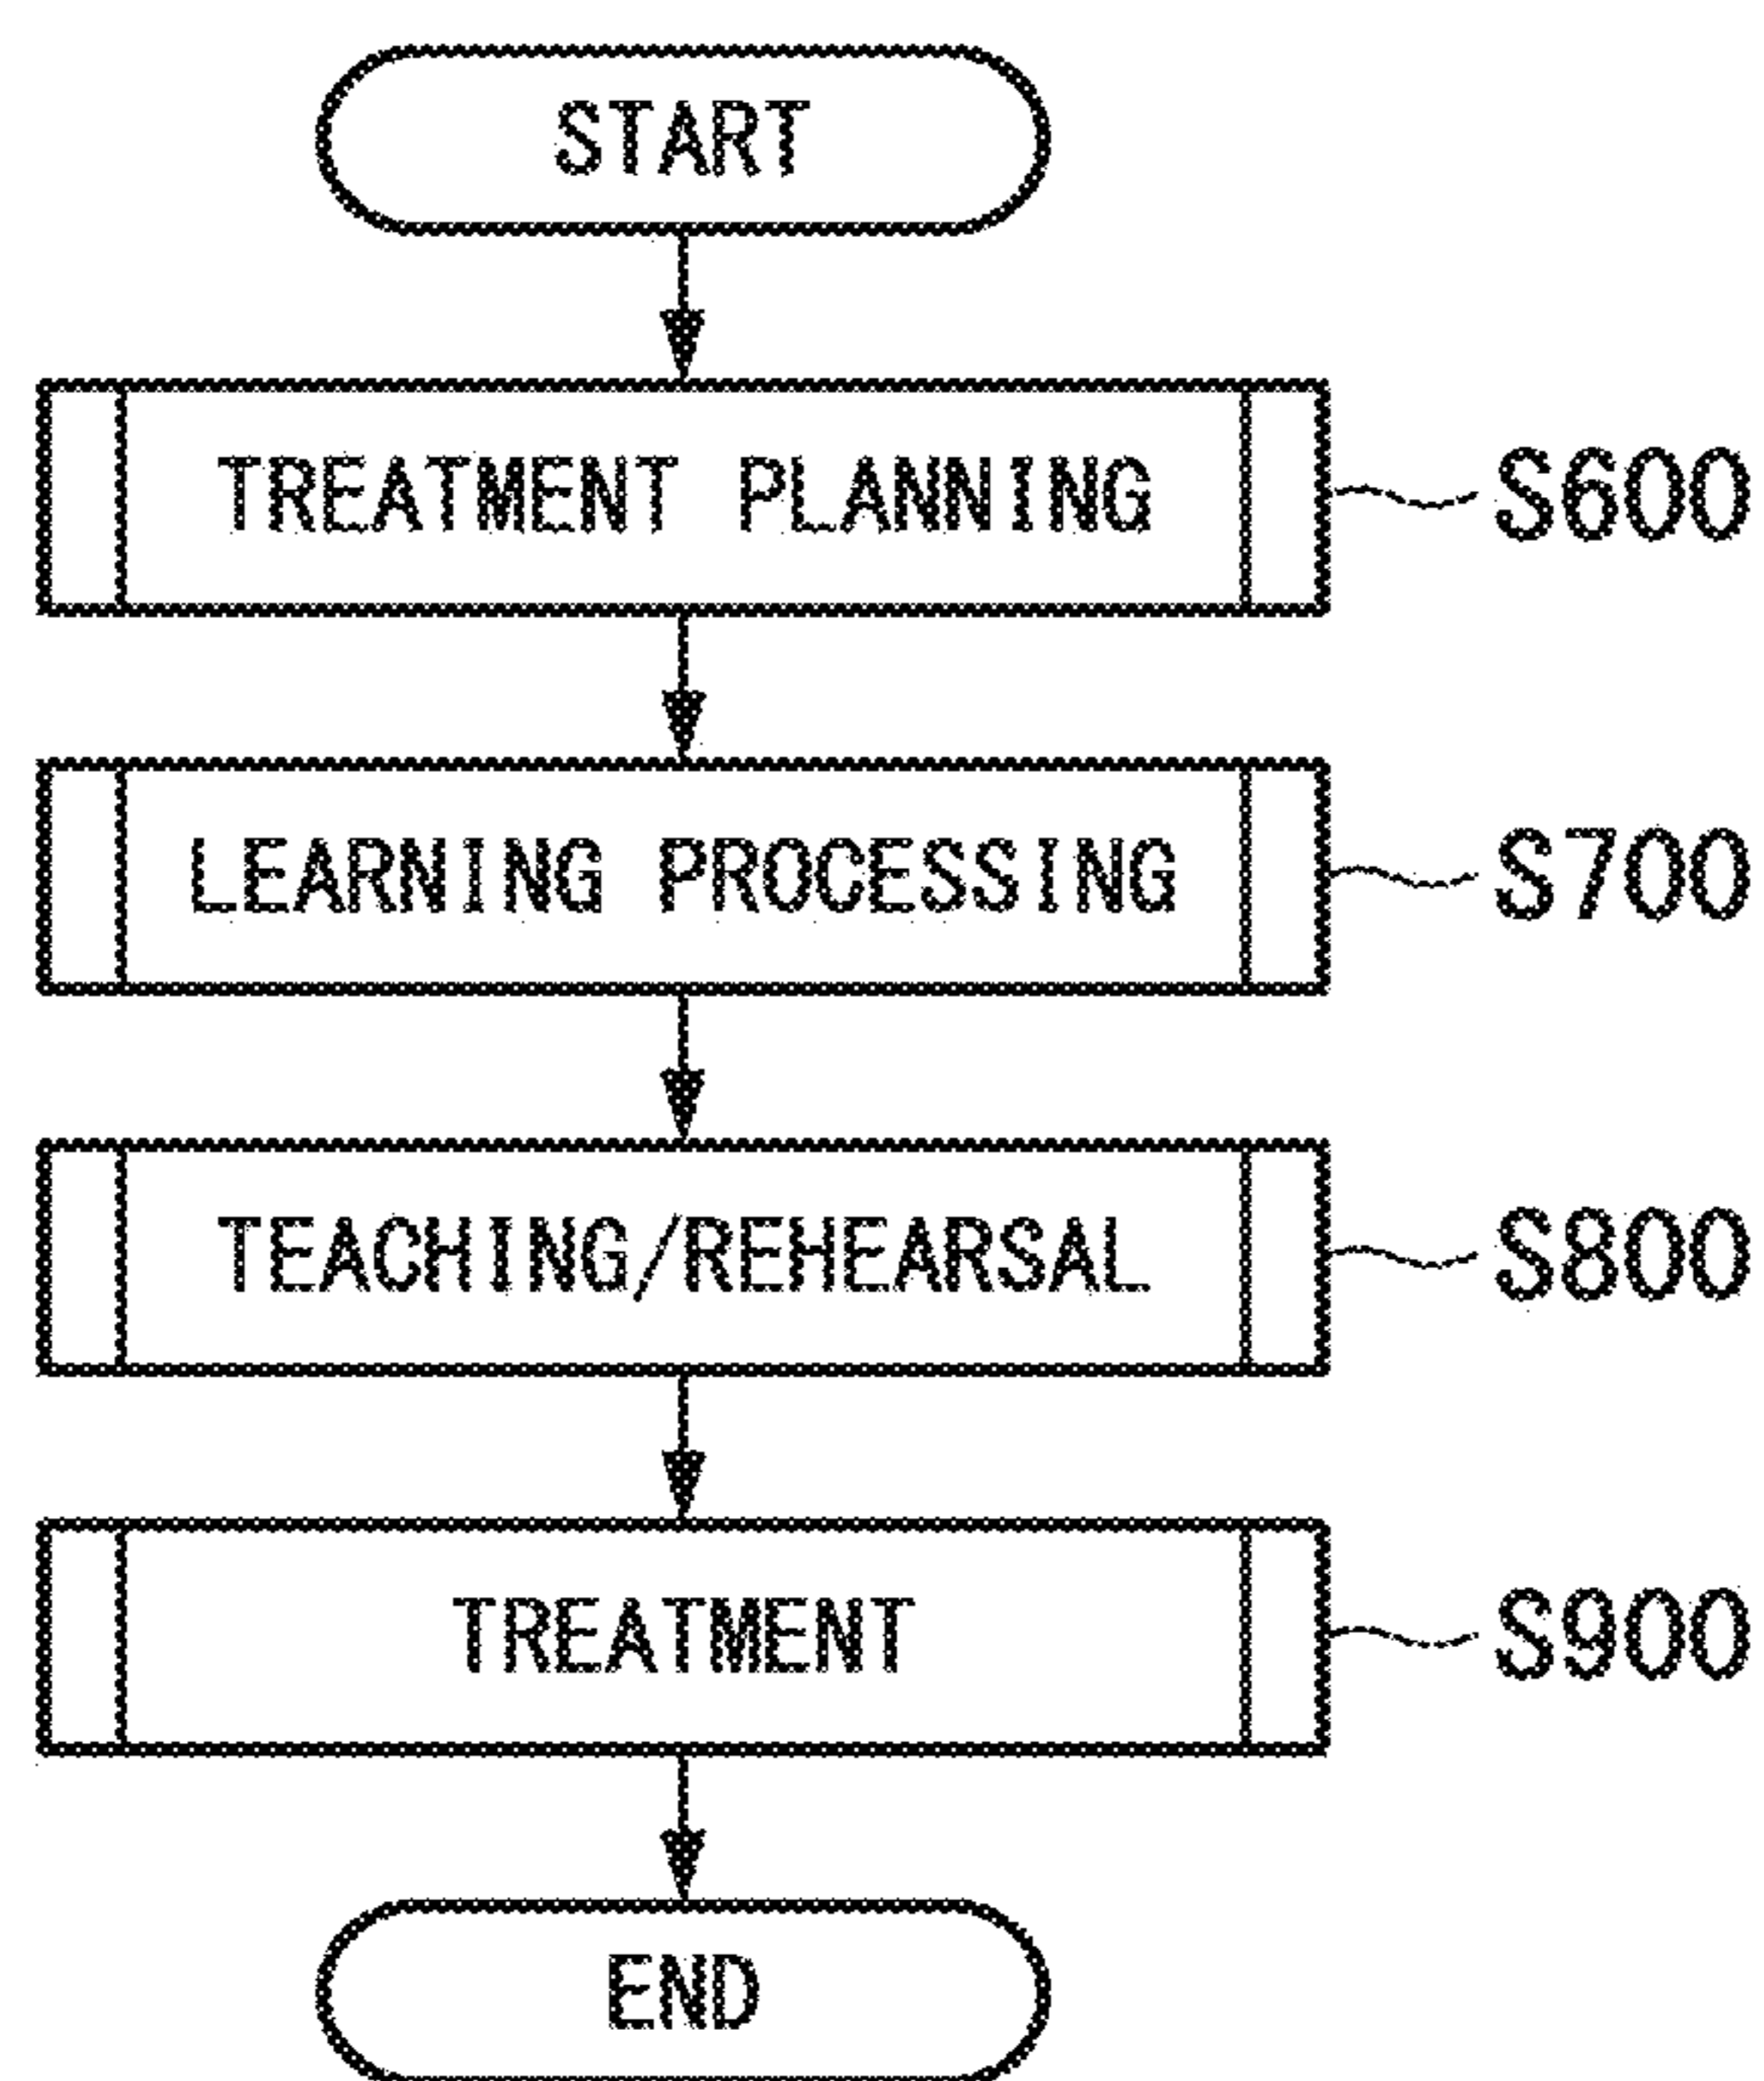 START
TREATMENT PLANNING S600
LEARNING PROCESSING S700
TEACHING/REHEARSAL S800
TREATMENT S900
END